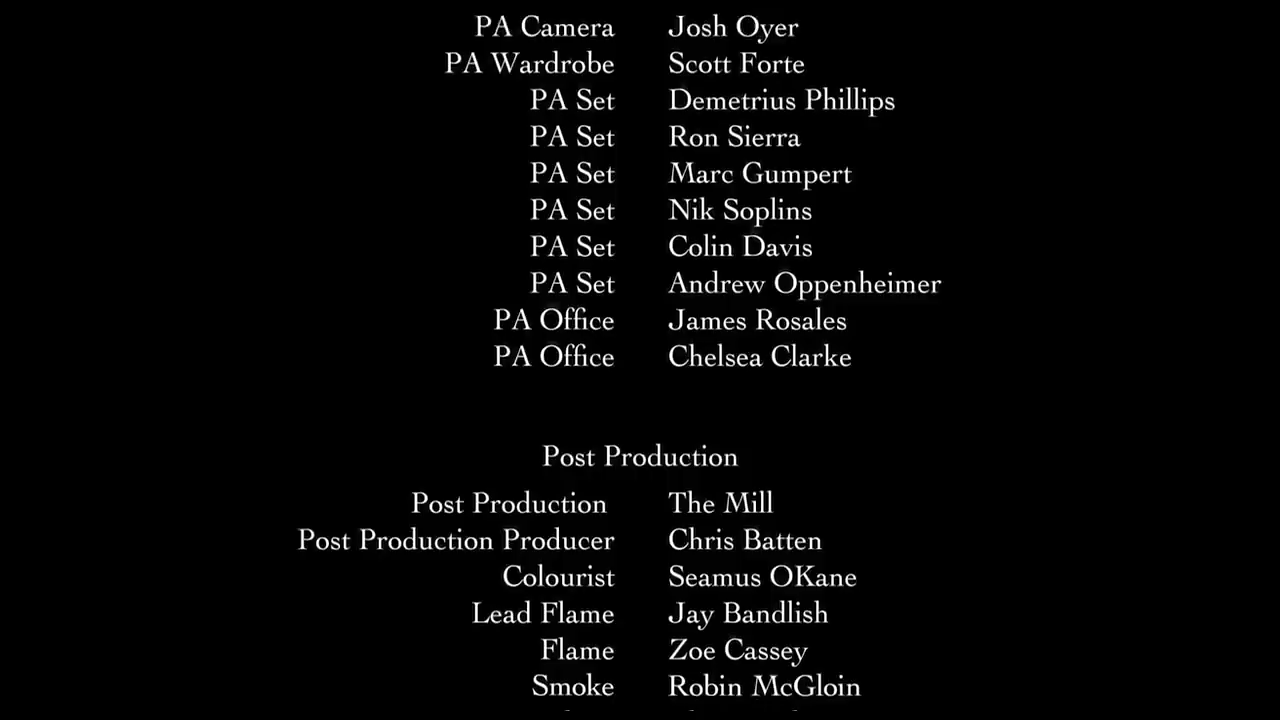 PA Camera Josh Oyer
PA Wardrobe Scott Forte
PA Set Demetrius Phillips
PA Set Ron Sierra
PA Set Marc Gumpert
PA Set Nik Soplins
PA Set Colin Davis
PA Set Andrew Oppenheimer
PA Office James Rosales
PA Office Chelsea Clarke
Post Production
Post Production The Mill
Post Production Producer Chris Batten
Colourist Seamus OKane
Lead Flame Jay Bandlish
Flame Zoe Cassey
Smoke Robin McGloin